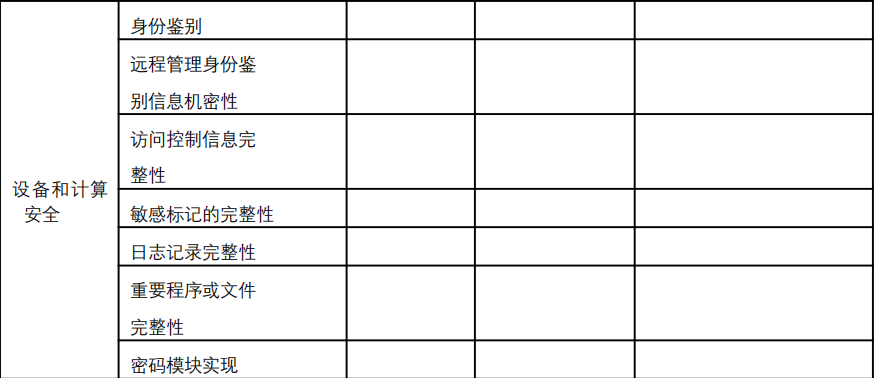 身份鉴别
远程管理身份鉴
别信息机密性
访问控制信息完
整性
设备和计算
安全
敏感标记的完整性
日志记录完整性
重要程序或文件
完整性
密码模块实现